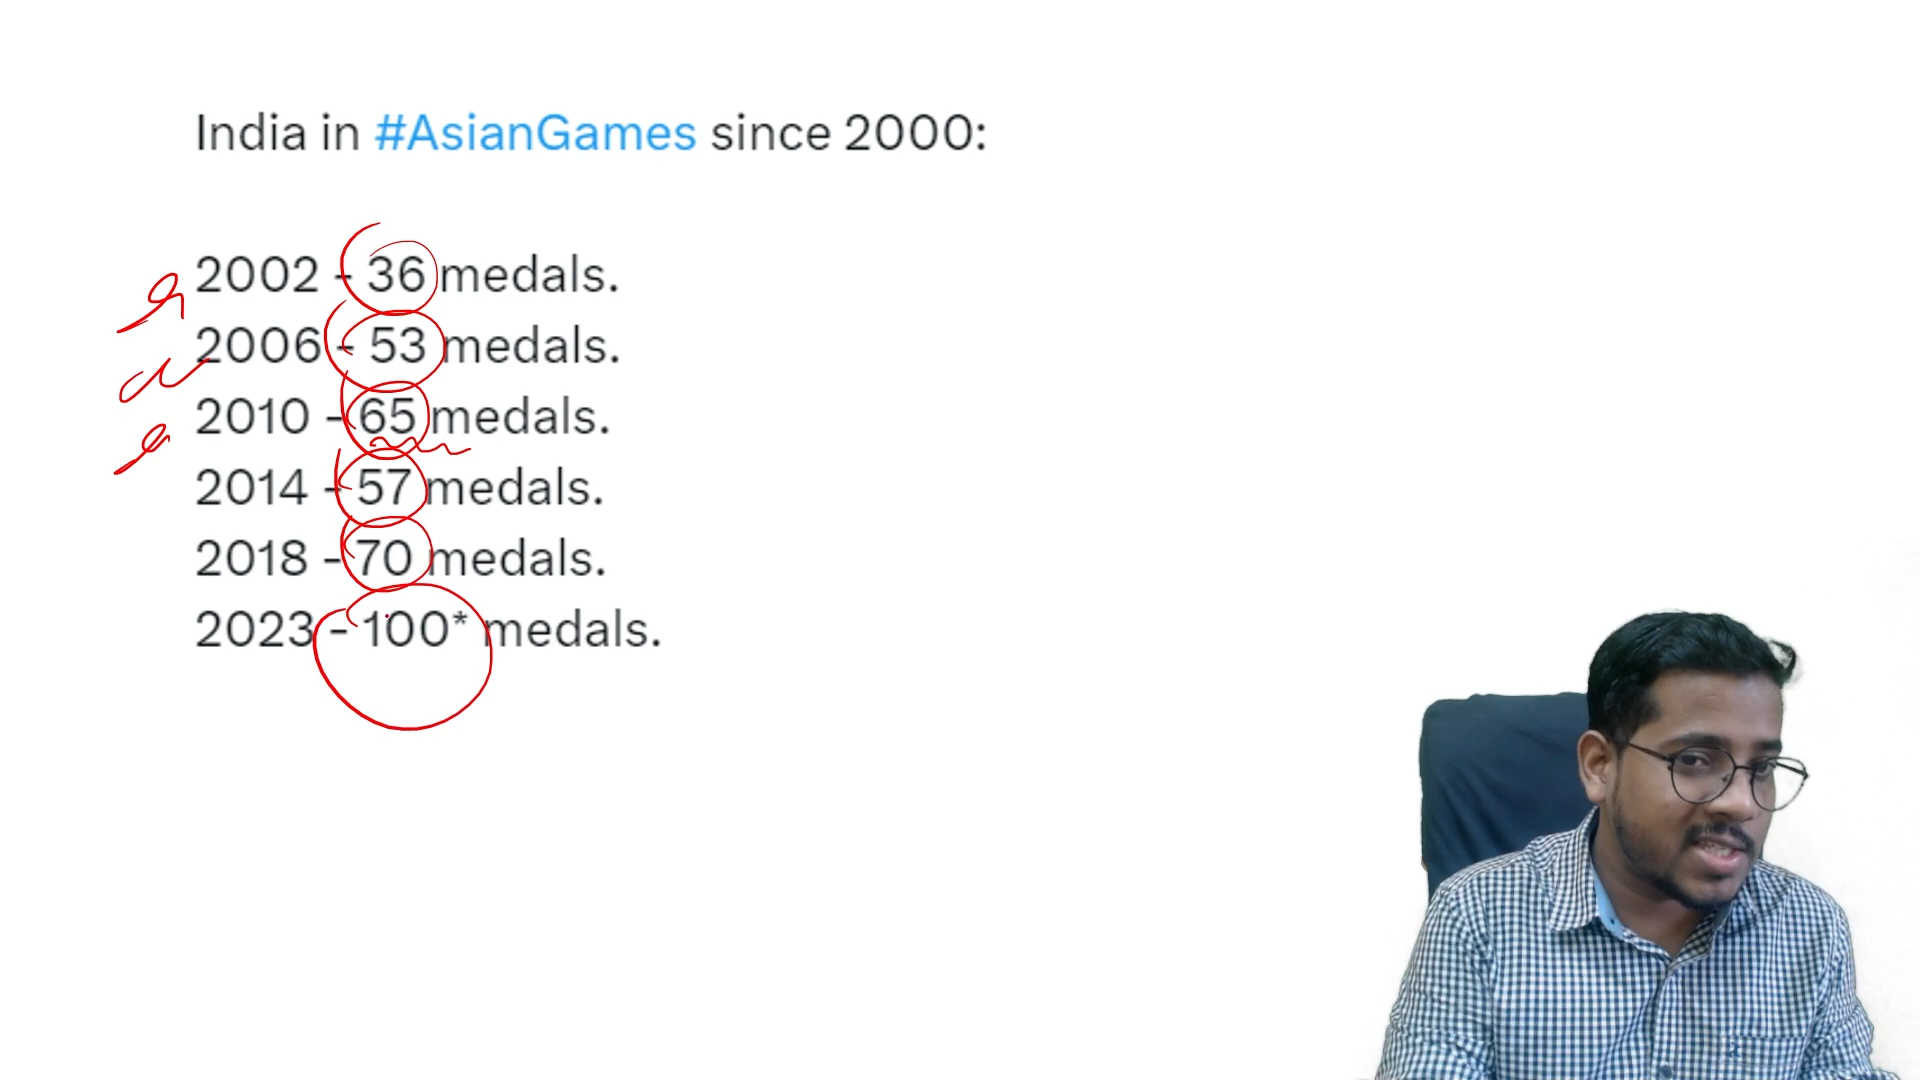 India in #AsianGames since 2000:
2002 - 36 medals.
2006 - 53 medals.
2010 - 65 medals.
2014 - 57 medals.
2018 - 70 medals.
2023 - 100* medals.